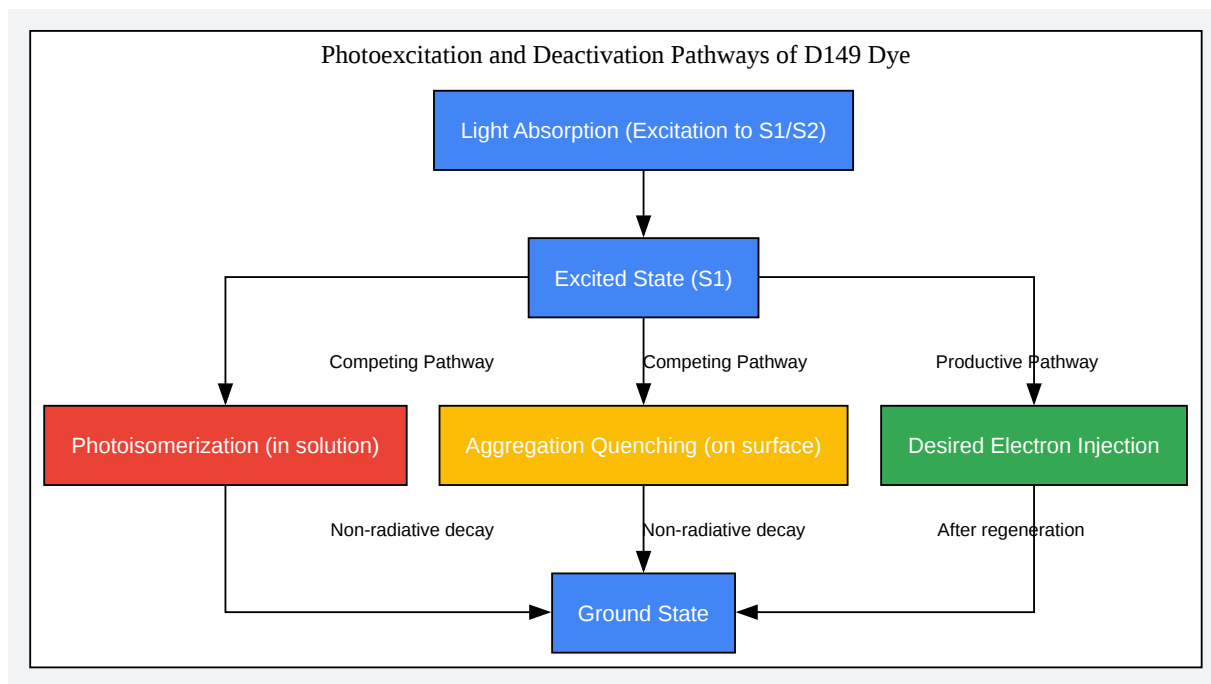 Photoexcitation and Deactivation Pathways of D149 Dye
Light Absorption (Excitation to S1/S2)
Excited State (S1)
Competing Pathway
Competing Pathway
Productive Pathway
Photoisomerization (in solution)
Aggregation Quenching (on surface)
Desired Electron Injection
Non-radiative decay
Non-radiative decay
After regeneration
Ground State